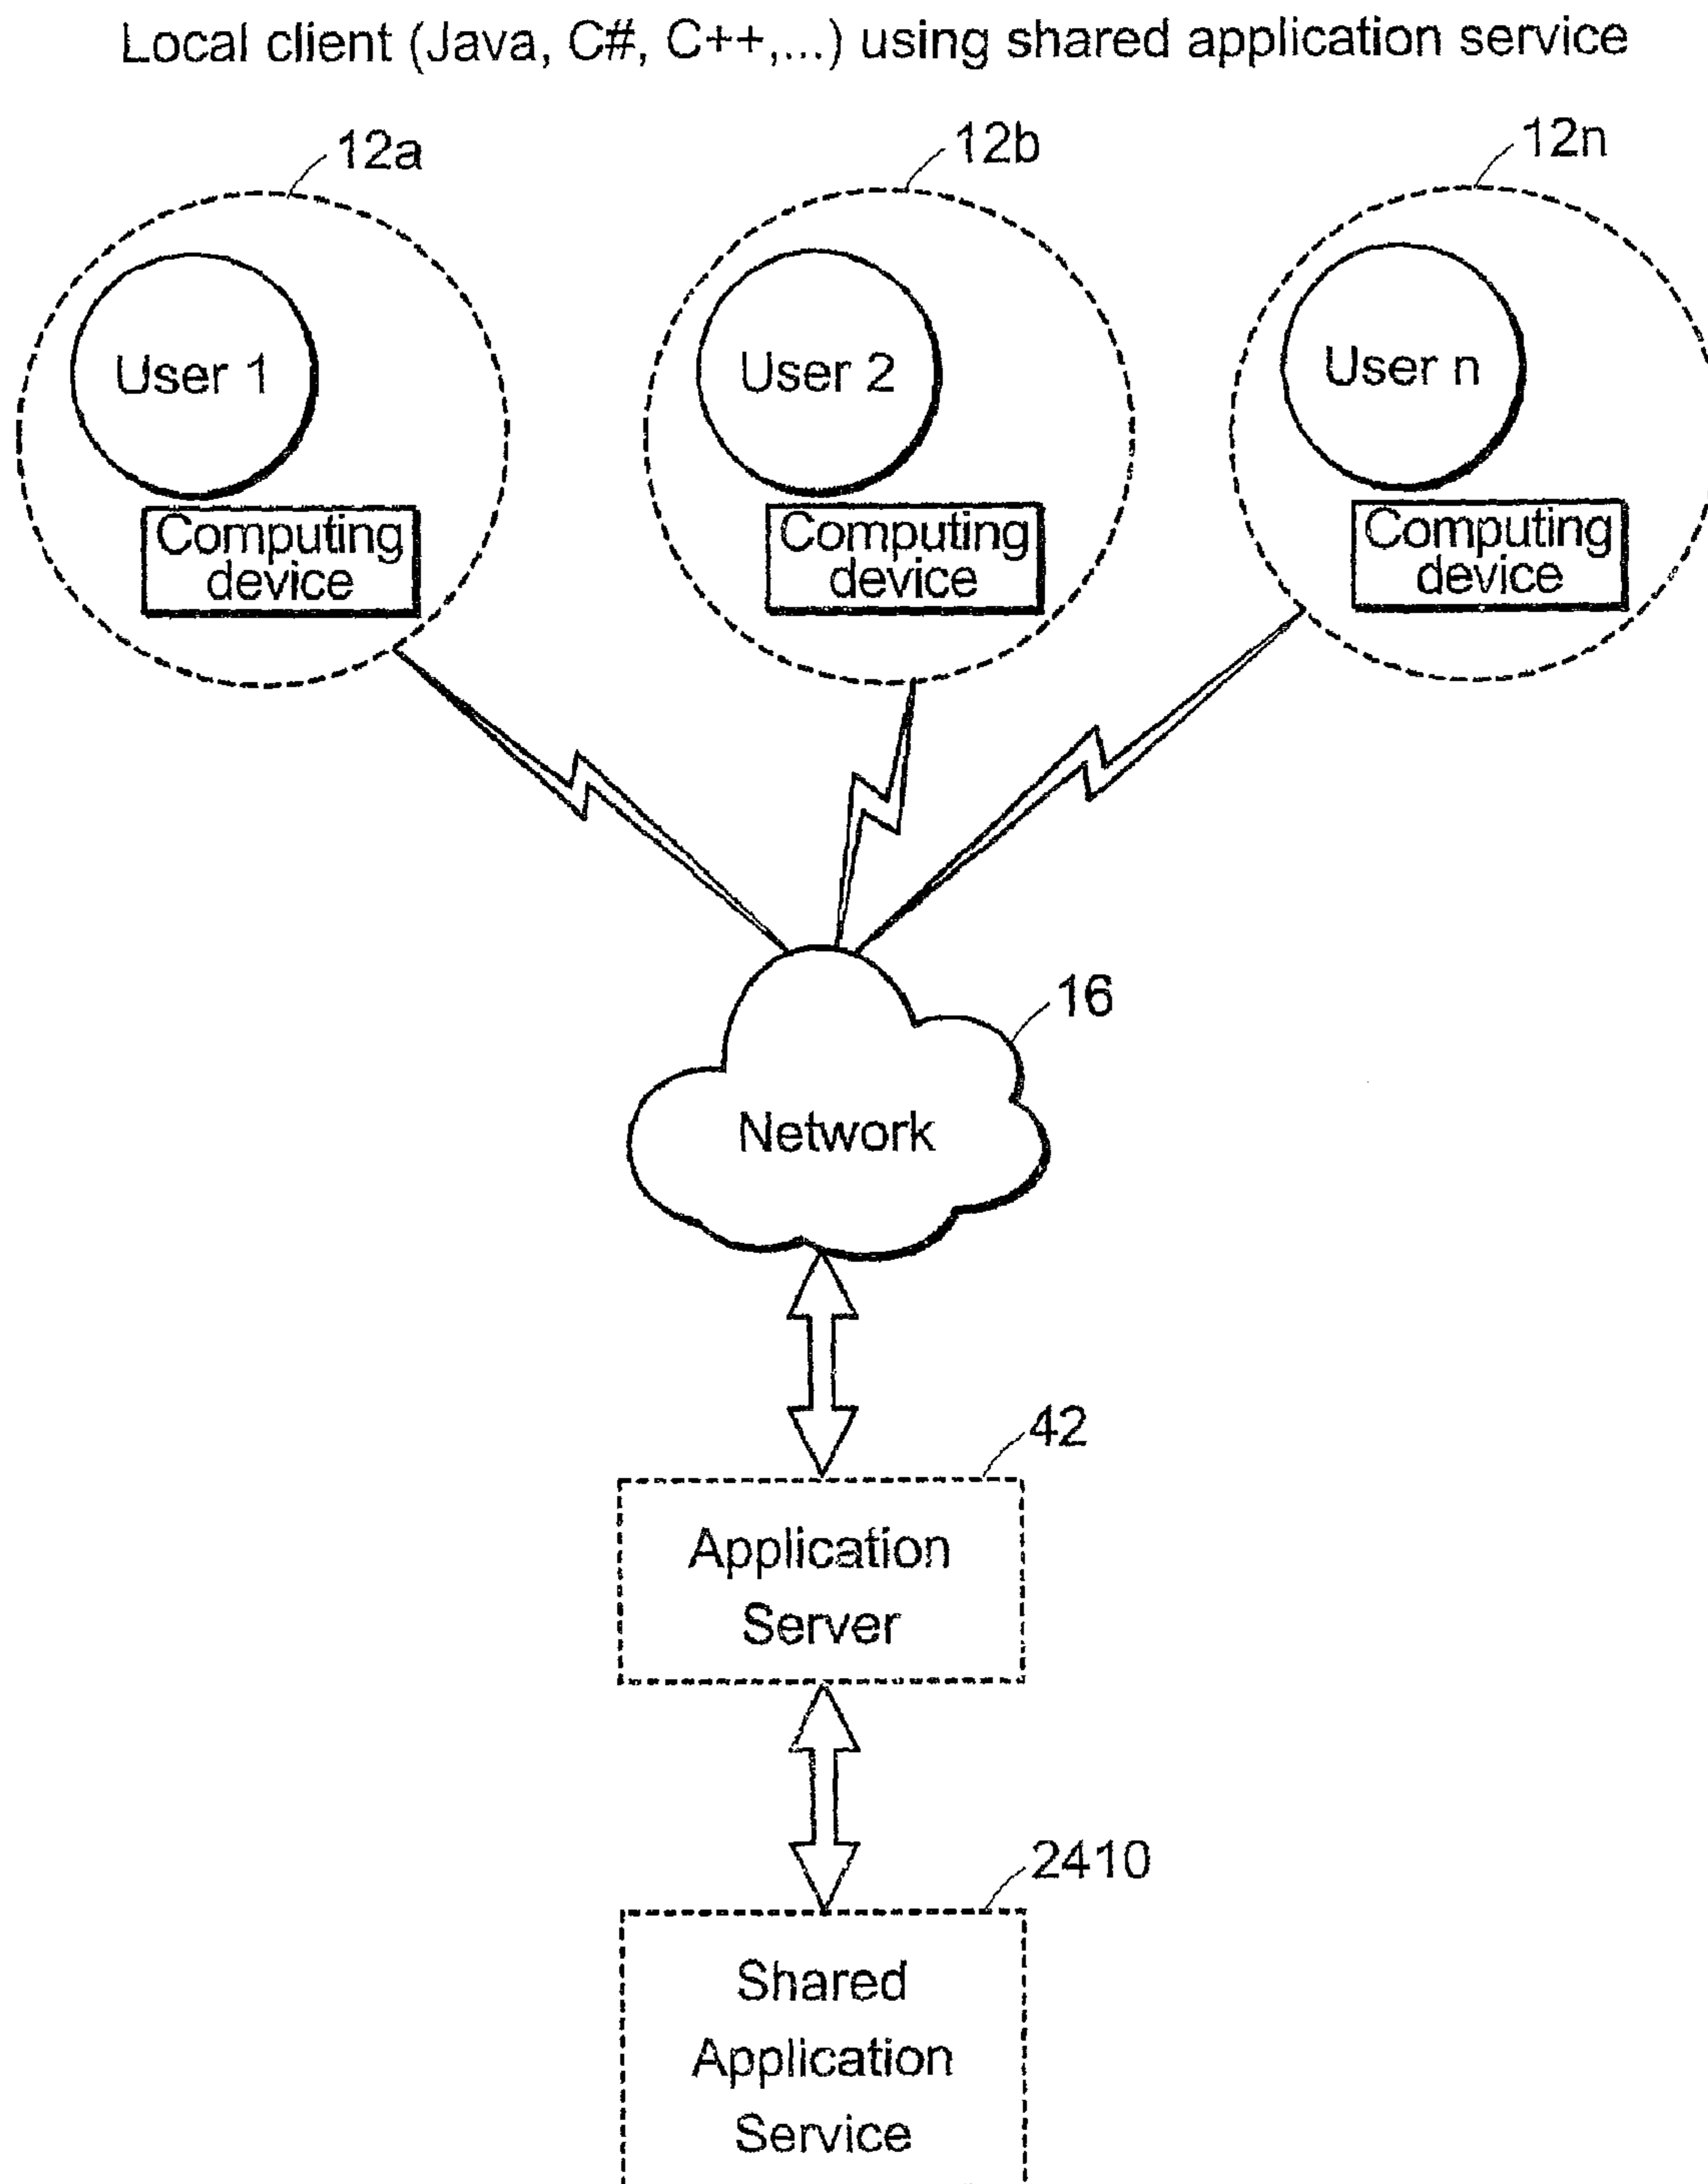 Local client (Java, C#, C++,...) using shared application service
12a
12b
12n
User 1
User 2
User n
Computing
device
Computing
device
Computing
device
16
Network
42
Application
Server
2410
Shared
Application
Service